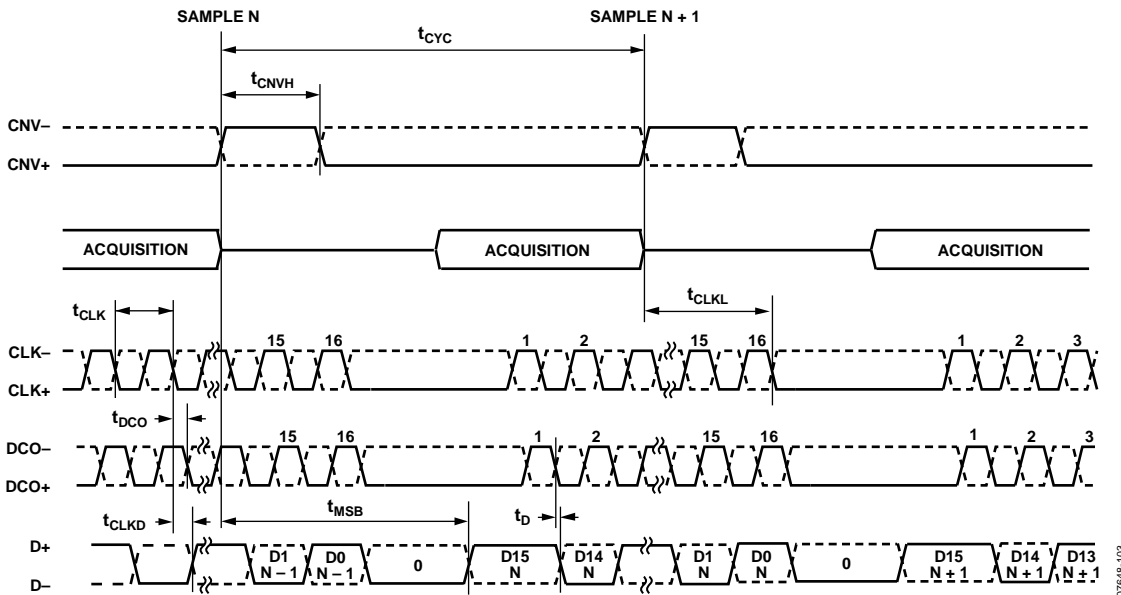 SAMPLE N
SAMPLE N + 1
tCYC
tCNVH
CNV–
CNV+
ACQUISITION
ACQUISITION
ACQUISITION
tCLK
tCLKL
15
16
1
2
15
16
1
2
3
CLK–
CLK+
tDCO
15
16
1
2
15
16
1
2
3
DCO–
DCO+
tCLKD
tMSB
tD
D+
D–
D1
N – 1
D0
N – 1
0
D15
N
D14
N
D1
N
D0
N
0
D15
N + 1
D14
N + 1
D13
N + 1
07648-103